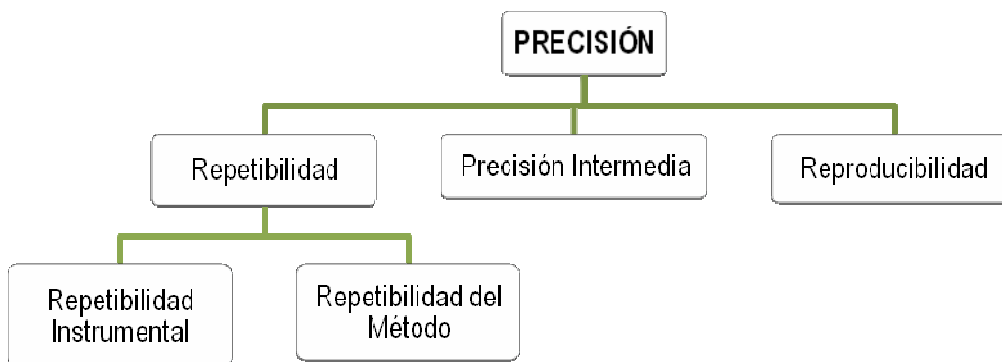 PRECISIÓN
Repetibilidad
Precisión Intermedia
Reproducibilidad
Repetibilidad
Instrumental
Repetibilidad del
Método